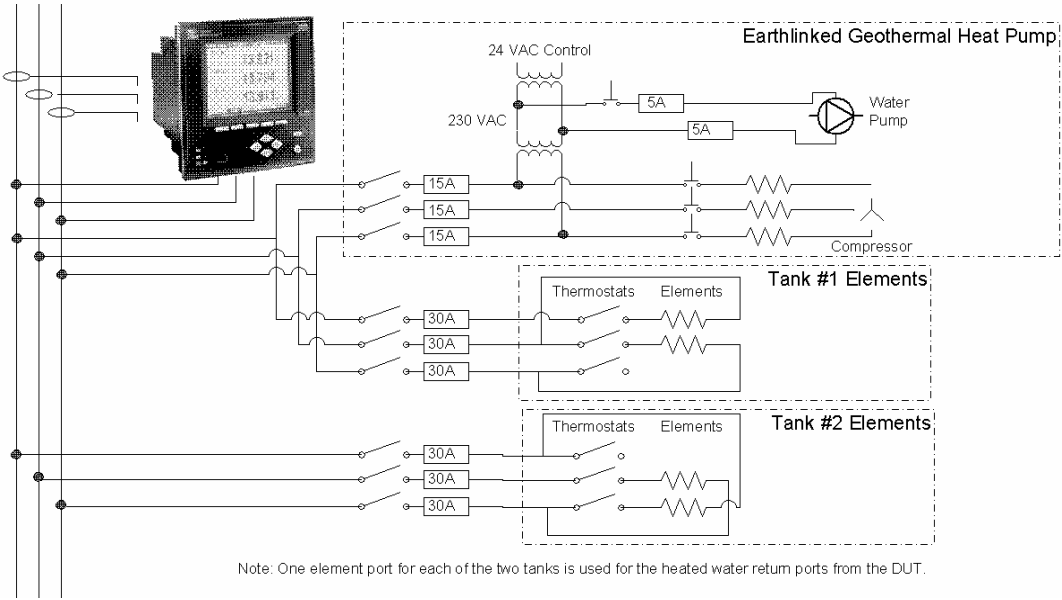 Earthlinked Geothermal Heat Pump
24 VAC Control
5A
Water
Pump
230 VAC
5A
15A
15A
15A
Compressor
Tank #1 Elements
Thermostats Elements
30A
30A
30A
Tank #2 Elements
Thermostats Elements
30A
30A
30A
Note: One element port for each of the two tanks is used for the heated water return ports from the DUT.